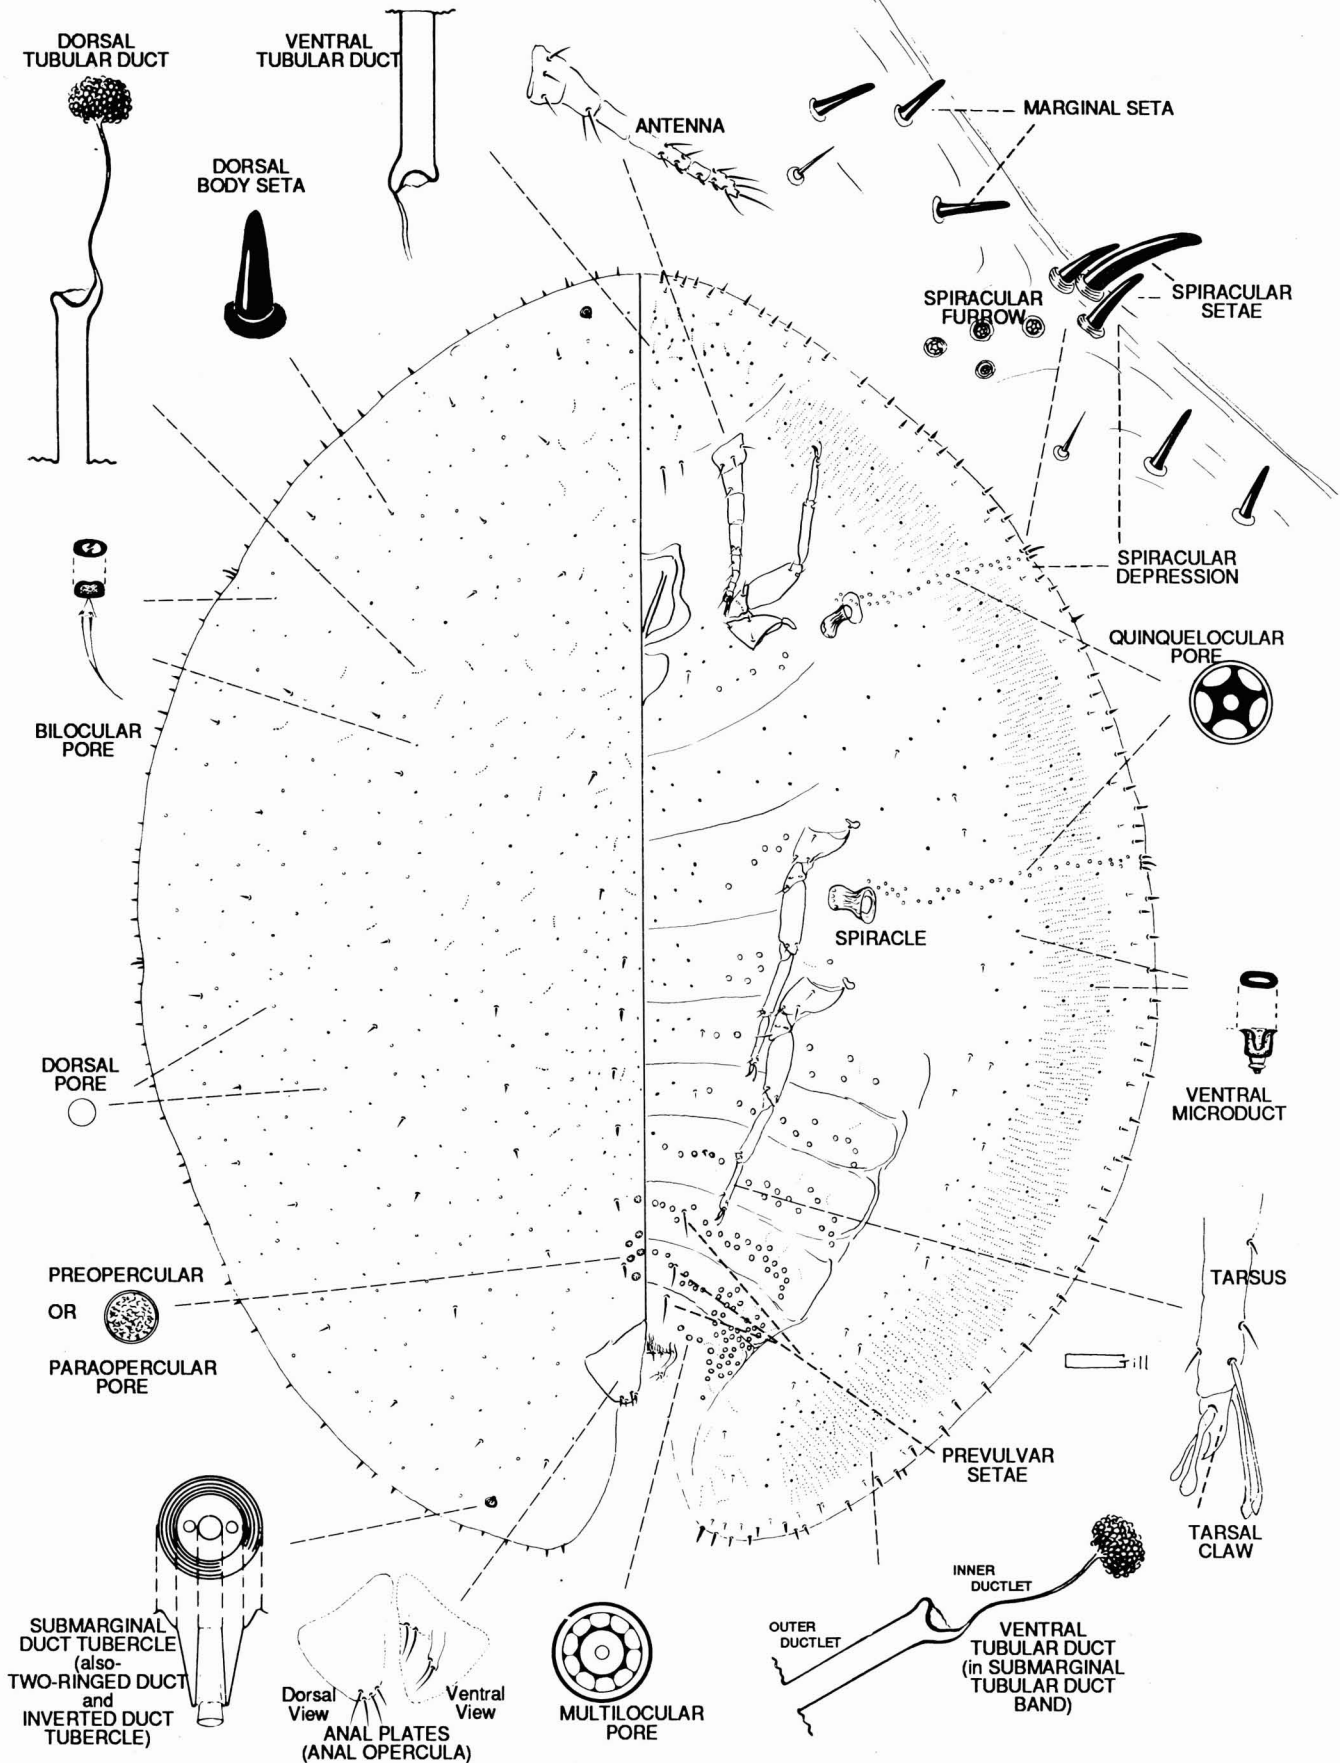 DORSAL
TUBULAR DUCT
VENTRAL
TUBULAR DUCT
ANTENNA
MARGINAL SETA
DORSAL
BODY SETA
SPIRACULAR
FURROW
SPIRACULAR
SETAE
SPIRACULAR
DEPRESSION
QUINQUELOCULAR
PORE
BILOCULAR
PORE
SPIRACLE
DORSAL
PORE
VENTRAL
MICRODUCT
PREOPERCULAR
OR
PARAOPERCULAR
PORE
TARSUS
PREVULVAR
SETAE
TARSAL
CLAW
SUBMARGINAL
DUCT TUBERCLE
(also-
TWO-RINGED DUCT
and
INVERTED DUCT
TUBERCLE)
Dorsal
View
Ventral
View
ANAL PLATES
(ANAL OPERCULA)
MULTILOCULAR
PORE
OUTER
DUCTLET
INNER
DUCTLET
VENTRAL
TUBULAR DUCT
(in SUBMARGINAL
TUBULAR DUCT
BAND)